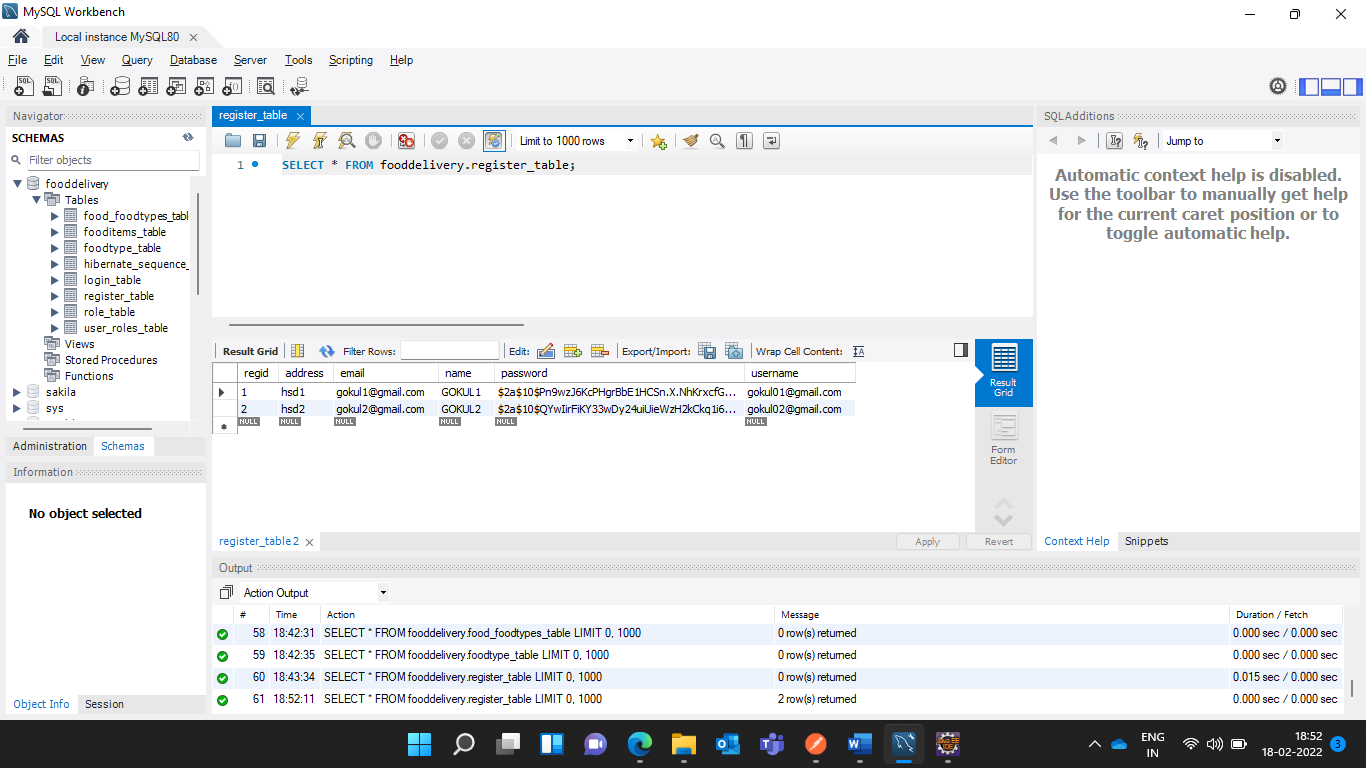 MySQL Workbench
Local instance MySQL80
File Edit View Query Database Server Tools Scripting Help
Navigator
SCHEMAS
Filter objects
fooddelivery
Tables
food_foodtypes_tabl
fooditems_table
foodtype_table
hibernate_sequence_
login_table
register_table
role_table
user_roles_table
Views
Stored Procedures
Functions
sakila
sys
Administration Schemas
Information
No object selected
Object Info Session
register_table
Limit to 1000 rows
1 SELECT * FROM fooddelivery.register_table;
Result Grid Filter Rows: Edit: Export/Import: Wrap Cell Content:
regid address email name password username
1 hsd1 gokul1@gmail.com GOKUL1 $2a$10$Pn9wzJ6KcPHgrBbE1HCSn.X.NhKrxcfG... gokul01@gmail.com
2 hsd2 gokul2@gmail.com GOKUL2 $2a$10$QYwIirFiKY33wDy24uiUieWzH2kCkq1i6... gokul02@gmail.com
NULL NULL NULL NULL NULL NULL
Result
Grid
Form
Editor
register_table 2
Apply Revert
SQLAdditions
Jump to
Automatic context help is disabled.
Use the toolbar to manually get help
for the current caret position or to
toggle automatic help.
Context Help Snippets
Output
Action Output
# Time Action Message Duration / Fetch
58 18:42:31 SELECT * FROM fooddelivery.food_foodtypes_table LIMIT 0, 1000 0 row(s) returned 0.000 sec / 0.000 sec
59 18:42:35 SELECT * FROM fooddelivery.foodtype_table LIMIT 0, 1000 0 row(s) returned 0.000 sec / 0.000 sec
60 18:43:34 SELECT * FROM fooddelivery.register_table LIMIT 0, 1000 0 row(s) returned 0.015 sec / 0.000 sec
61 18:52:11 SELECT * FROM fooddelivery.register_table LIMIT 0, 1000 2 row(s) returned 0.000 sec / 0.000 sec
ENG
IN
18:52
18-02-2022
3